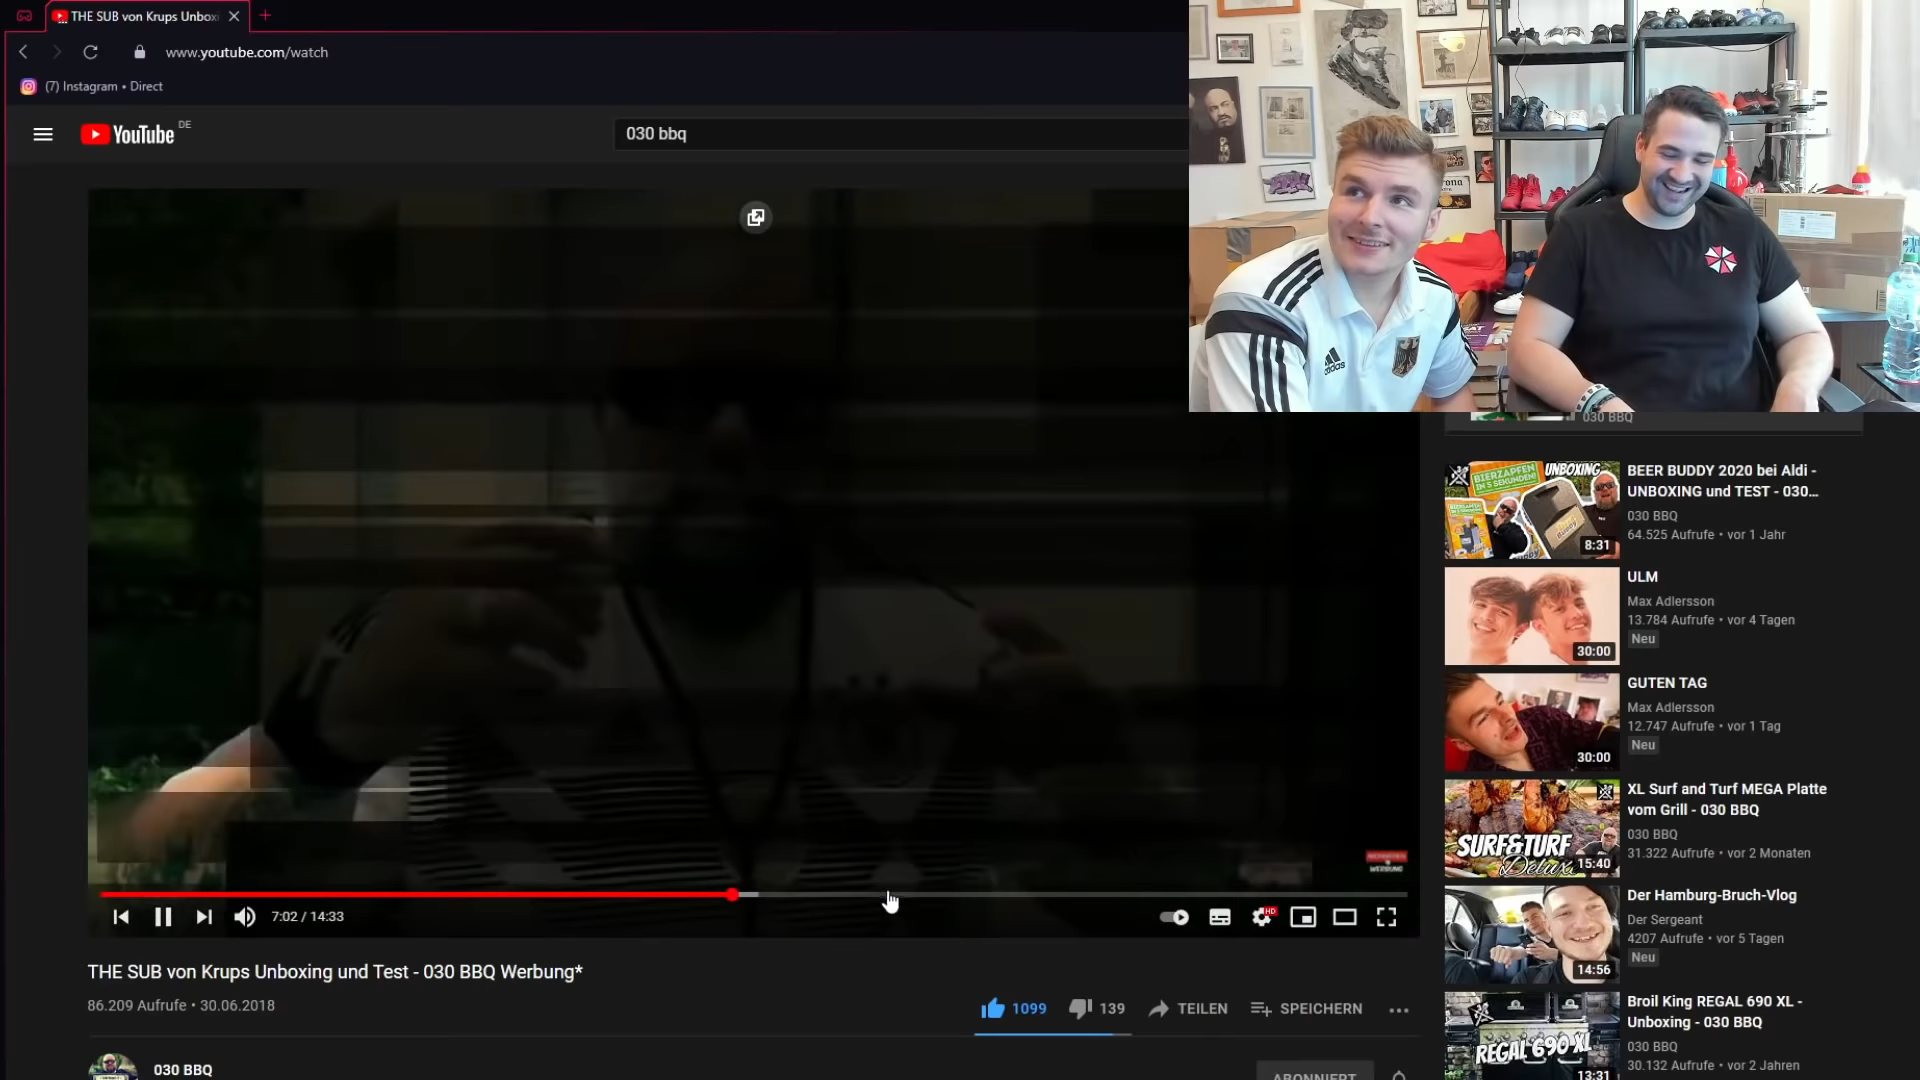 THE SUB von Krups Unboxi
www.youtube.com/watch
(7) Instagram • Direct
YouTube DE
030 bbq
adidas
rona
030 BBQ
WERBUNG
7:02 / 14:33
HD
THE SUB von Krups Unboxing und Test - 030 BBQ Werbung*
86.209 Aufrufe • 30.06.2018
1099
139
TEILEN
SPEICHERN
030 BBQ
ABONNIERT
UNBOXING
BIERZAPFEN
IN 5 SEKUNDEN!
8:31
BEER BUDDY 2020 bei Aldi -
UNBOXING und TEST - 030...
030 BBQ
64.525 Aufrufe • vor 1 Jahr
30:00
ULM
Max Adlersson
13.784 Aufrufe • vor 4 Tagen
Neu
30:00
GUTEN TAG
Max Adlersson
12.747 Aufrufe • vor 1 Tag
Neu
SURF&TURF
Deluxe
15:40
XL Surf and Turf MEGA Platte
vom Grill - 030 BBQ
030 BBQ
31.322 Aufrufe • vor 2 Monaten
14:56
Der Hamburg-Bruch-Vlog
Der Sergeant
4207 Aufrufe • vor 5 Tagen
Neu
REGAL 690 XL
13:31
Broil King REGAL 690 XL -
Unboxing - 030 BBQ
030 BBQ
30.132 Aufrufe • vor 2 Jahren